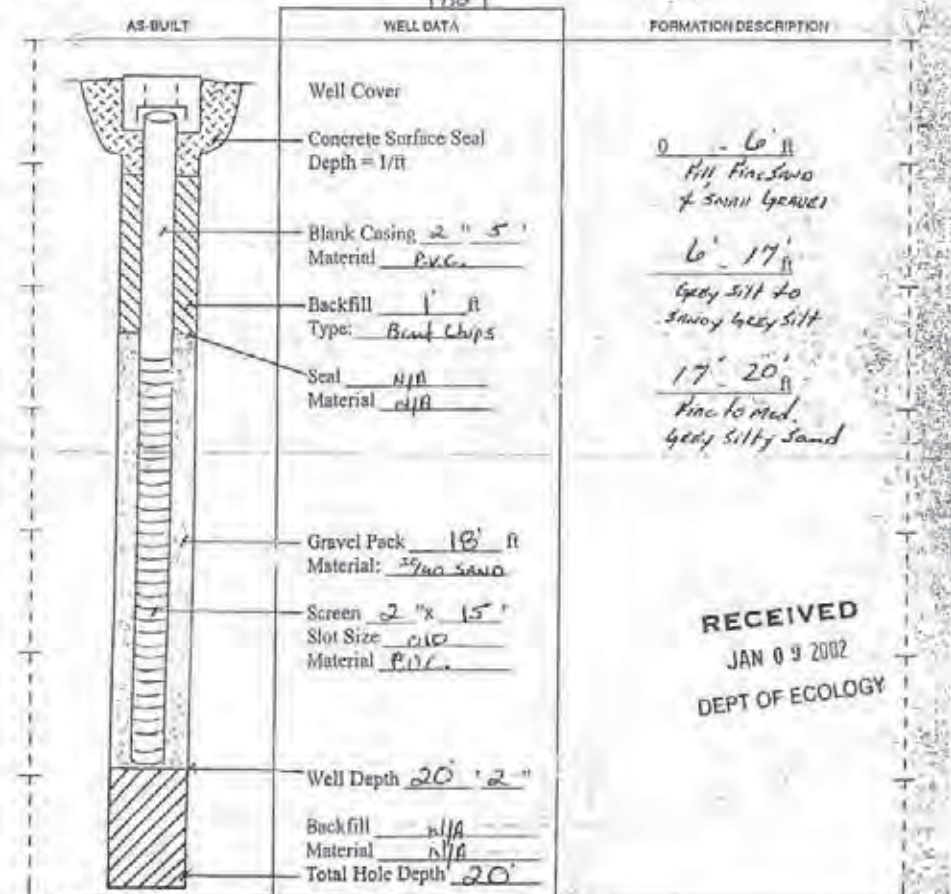 AS-BUILT
WELL DATA
FORMATION DESCRIPTION
Well Cover
Concrete Surface Seal
Depth = 1/ft
Blank Casing 2 " 5 '
Material P.V.C.
Backfill 1' ft
Type: Bent Chips
Seal N/A
Material N/A
Gravel Pack 18' ft
Material: 20/40 SAND
Screen 2 "x 15 '
Slot Size .010
Material P.V.C.
Well Depth 20' ' 2 "
Backfill N/A
Material N/A
Total Hole Depth 20'
0 - 6' ft
Fill Fine Sand
& Small Gravel
6' - 17' ft
Grey Silt to
Sandy Grey Silt
17' - 20' ft
Fine to Med.
Grey Silty Sand
RECEIVED
JAN 09 2002
DEPT OF ECOLOGY